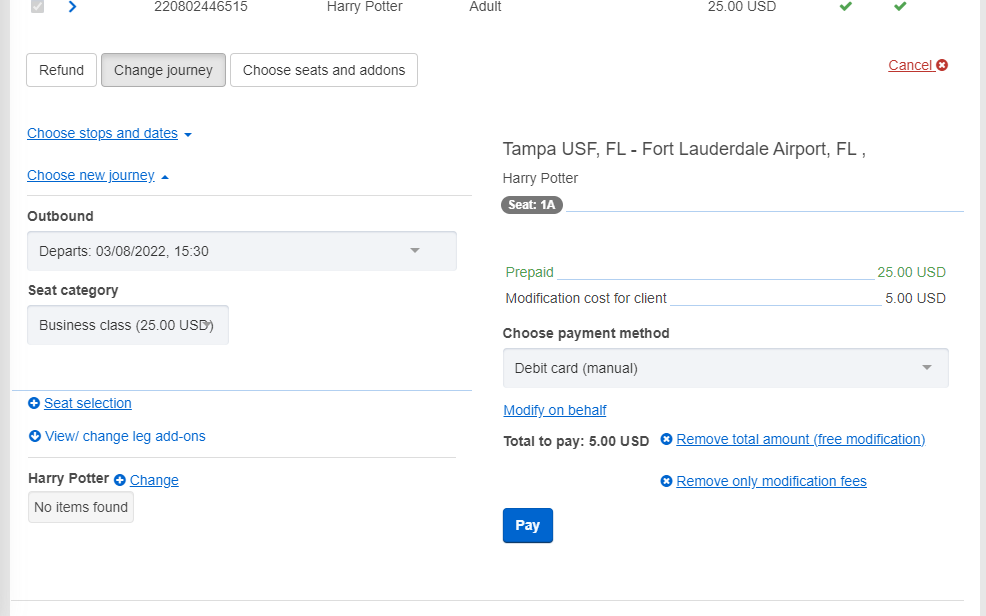 220802446515 Harry Potter Adult 25.00 USD
Refund Change journey Choose seats and addons Cancel
Choose stops and dates
Choose new journey
Outbound
Departs: 03/08/2022, 15:30
Seat category
Business class (25.00 USD)
Seat selection
View/ change leg add-ons
Harry Potter Change
No items found
Tampa USF, FL - Fort Lauderdale Airport, FL ,
Harry Potter
Seat: 1A
Prepaid 25.00 USD
Modification cost for client 5.00 USD
Choose payment method
Debit card (manual)
Modify on behalf
Total to pay: 5.00 USD Remove total amount (free modification)
Remove only modification fees
Pay